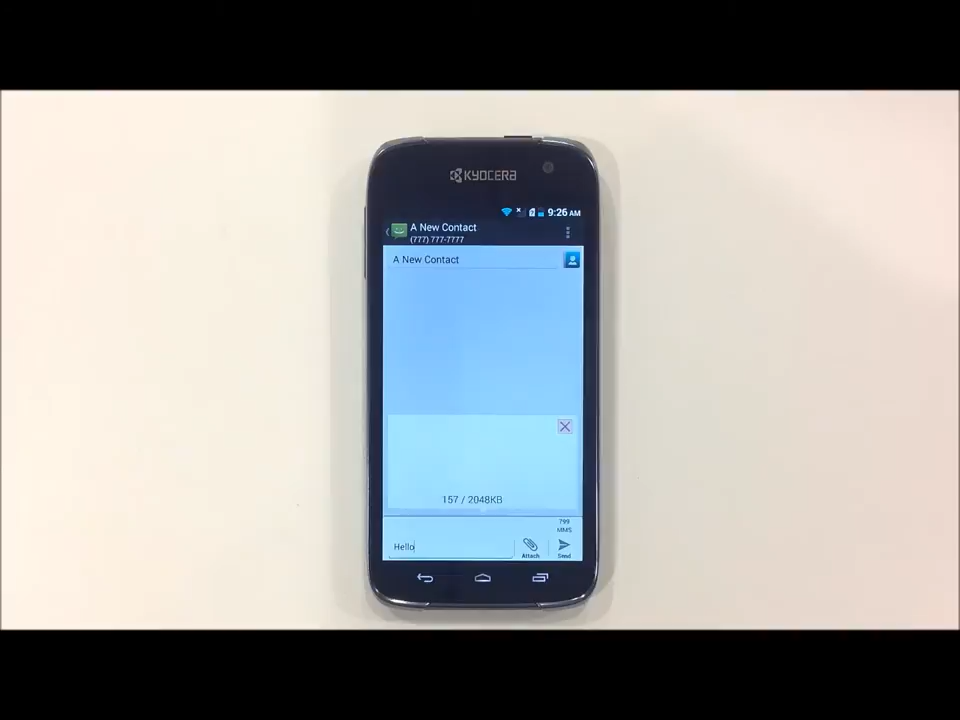 KYOCERA
9:26 AM
A New Contact
(777) 777-7777
A New Contact
157 / 2048KB
799
MMS
Hello
Attach
Send